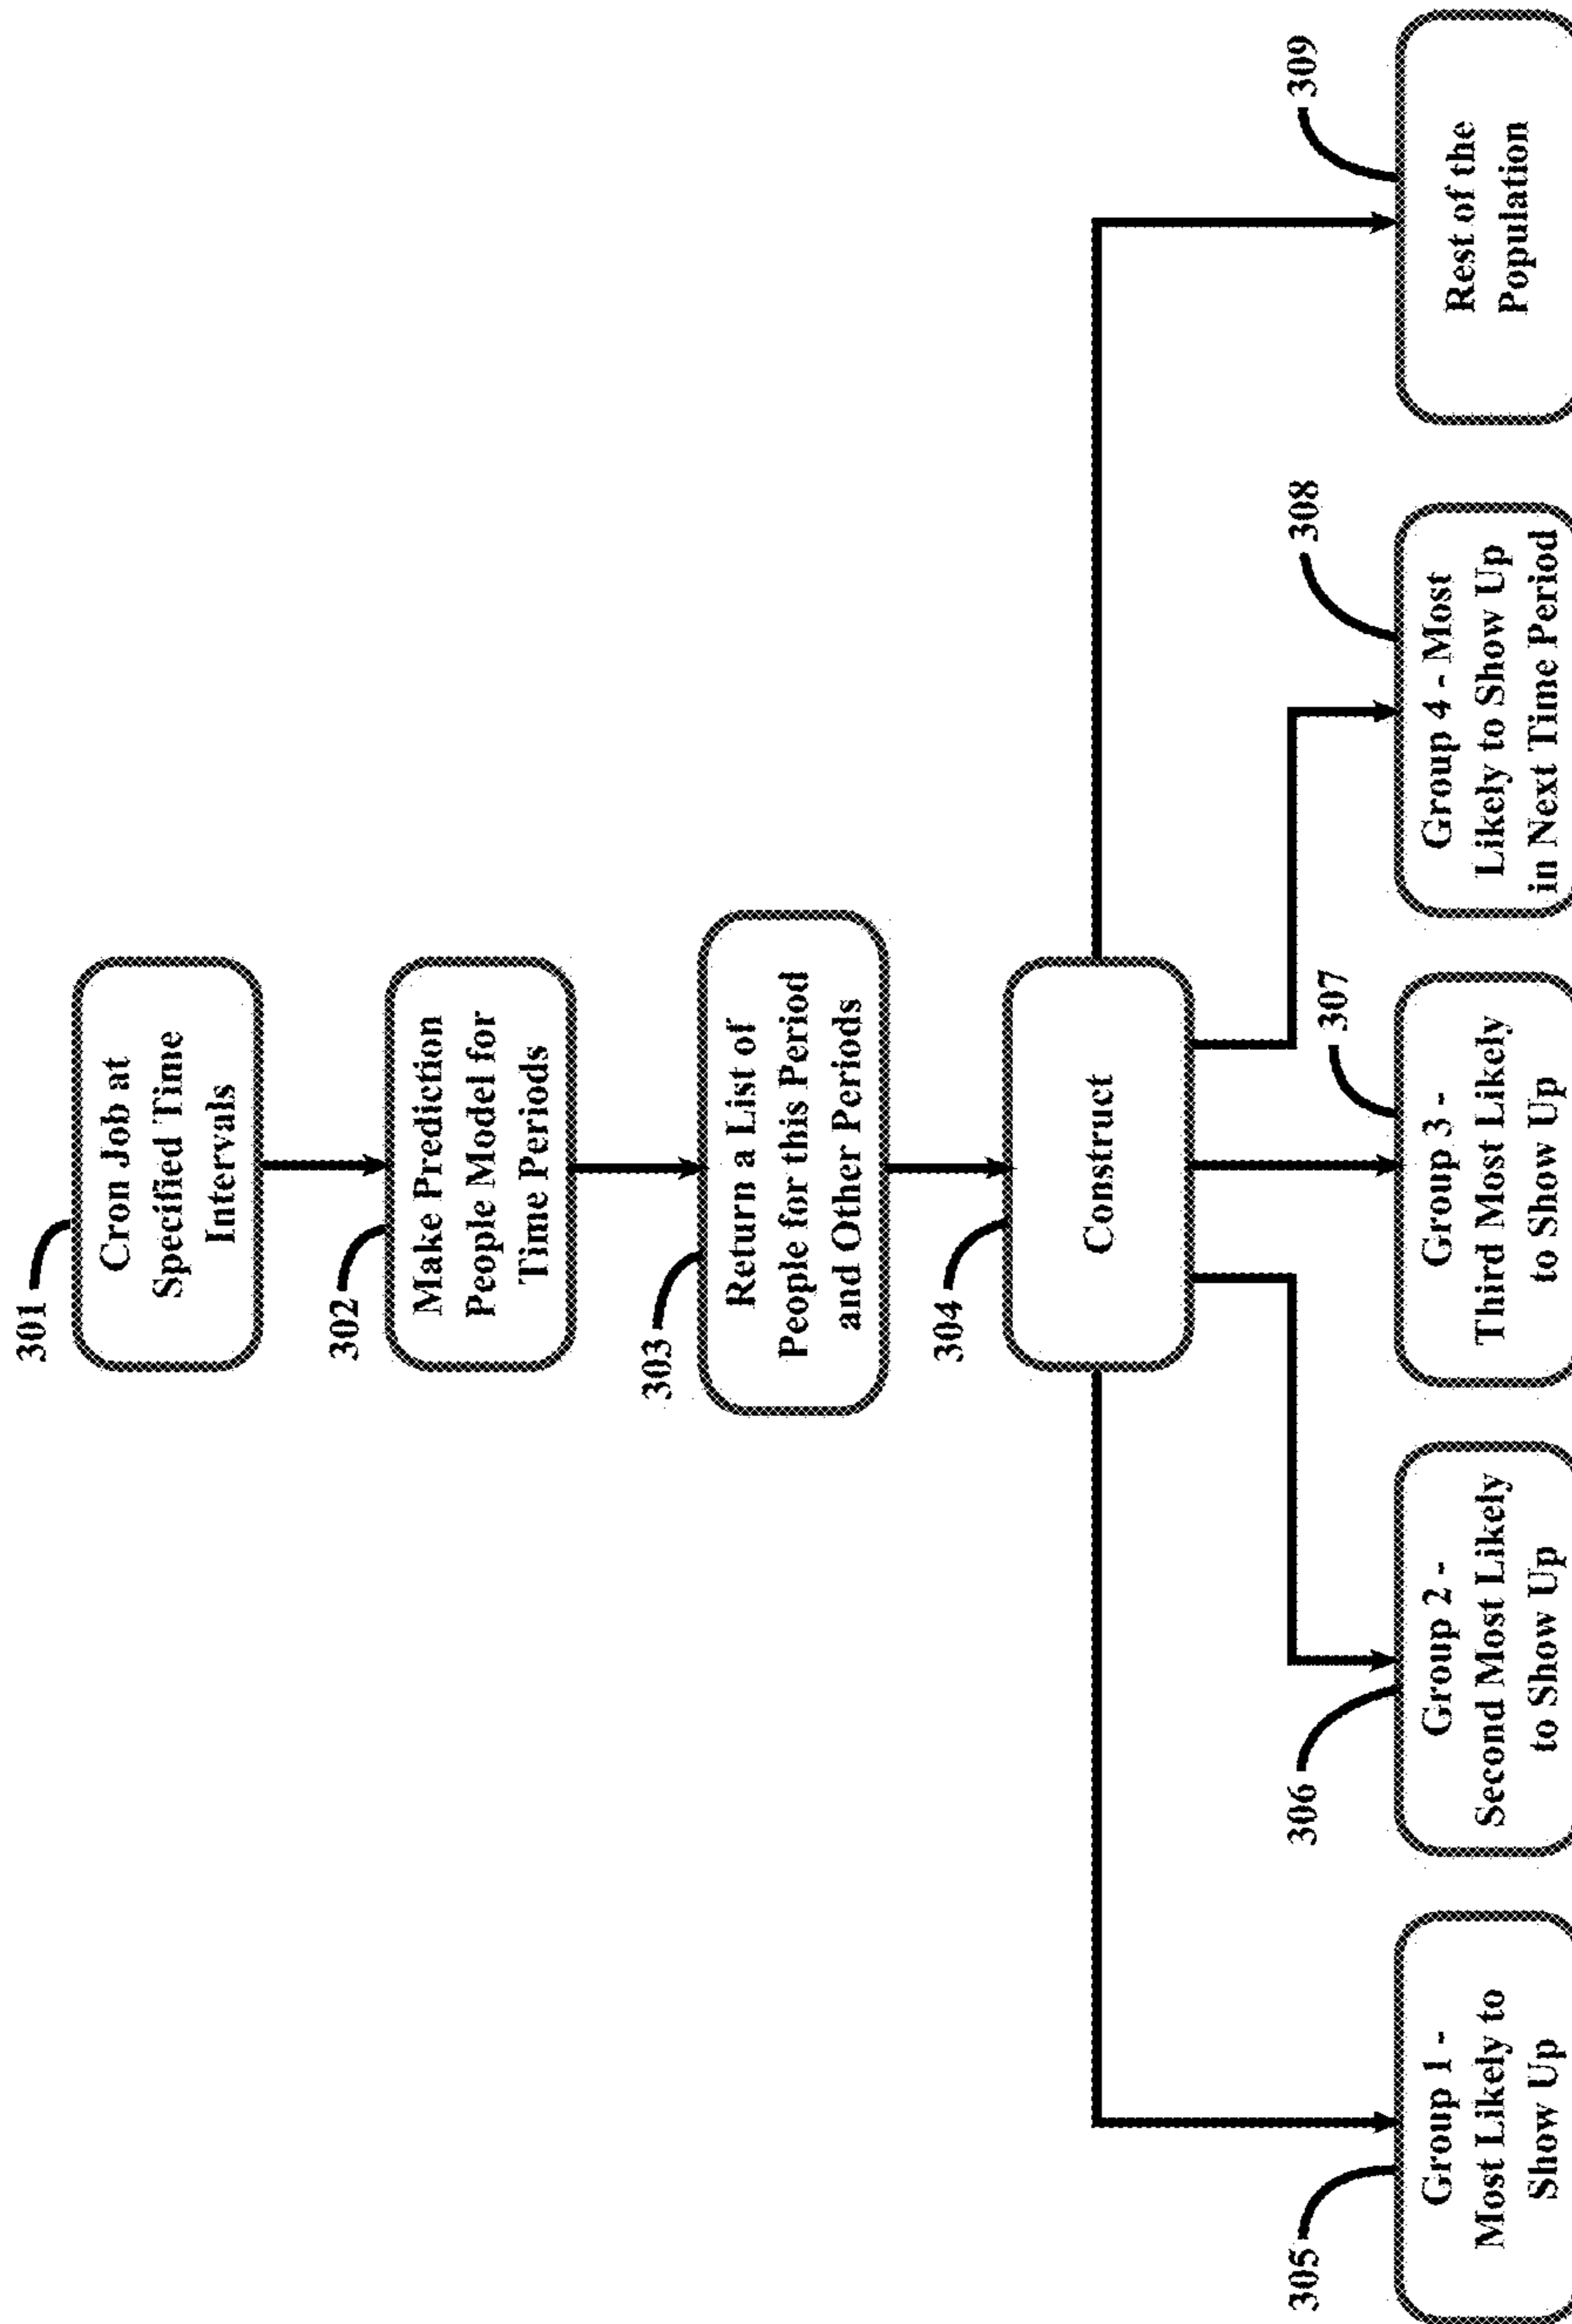 301
Cron Job at
Specified Time
Intervals
302
Make Prediction
People Model for
Time Periods
303
Return a List of
People for this Period
and Other Periods
304
Construct
305
Group 1 -
Most Likely to
Show Up
306
Group 2 -
Second Most Likely
to Show Up
307
Group 3 -
Third Most Likely
to Show Up
308
Group 4 - Most
Likely to Show Up
in Next Time Period
309
Rest of the
Population